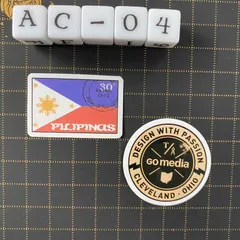 AC-04
30
PILIPINAS
DESIGN WITH PASSION
T/R
GO media
CLEVELAND · OHIO